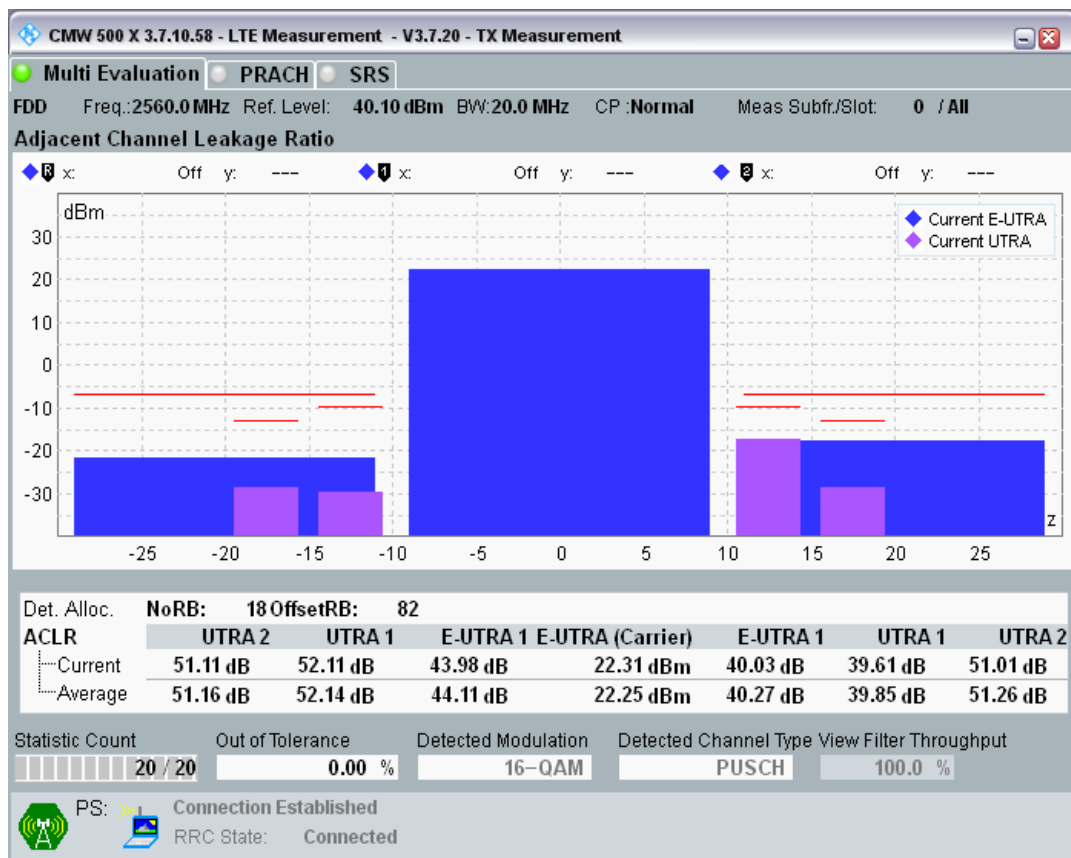 CMW 500 X 3.7.10.58 - LTE Measurement - V3.7.20 - TX Measurement
Multi Evaluation PRACH SRS
FDD Freq.:2560.0 MHz Ref. Level: 40.10 dBm BW:20.0 MHz CP :Normal Meas Subfr./Slot: 0 / All
Adjacent Channel Leakage Ratio
R x: Off y: --- 1 x: Off y: --- 2 x: Off y: ---
dBm
Current E-UTRA
Current UTRA
30
20
10
0
-10
-20
-30
z
-25 -20 -15 -10 -5 0 5 10 15 20 25
Det. Alloc. NoRB: 18 OffsetRB: 82
ACLR UTRA 2 UTRA 1 E-UTRA 1 E-UTRA (Carrier) E-UTRA 1 UTRA 1 UTRA 2
Current 51.11 dB 52.11 dB 43.98 dB 22.31 dBm 40.03 dB 39.61 dB 51.01 dB
Average 51.16 dB 52.14 dB 44.11 dB 22.25 dBm 40.27 dB 39.85 dB 51.26 dB
Statistic Count Out of Tolerance Detected Modulation Detected Channel Type View Filter Throughput
20 / 20 0.00 % 16-QAM PUSCH 100.0 %
PS: Connection Established
RRC State: Connected